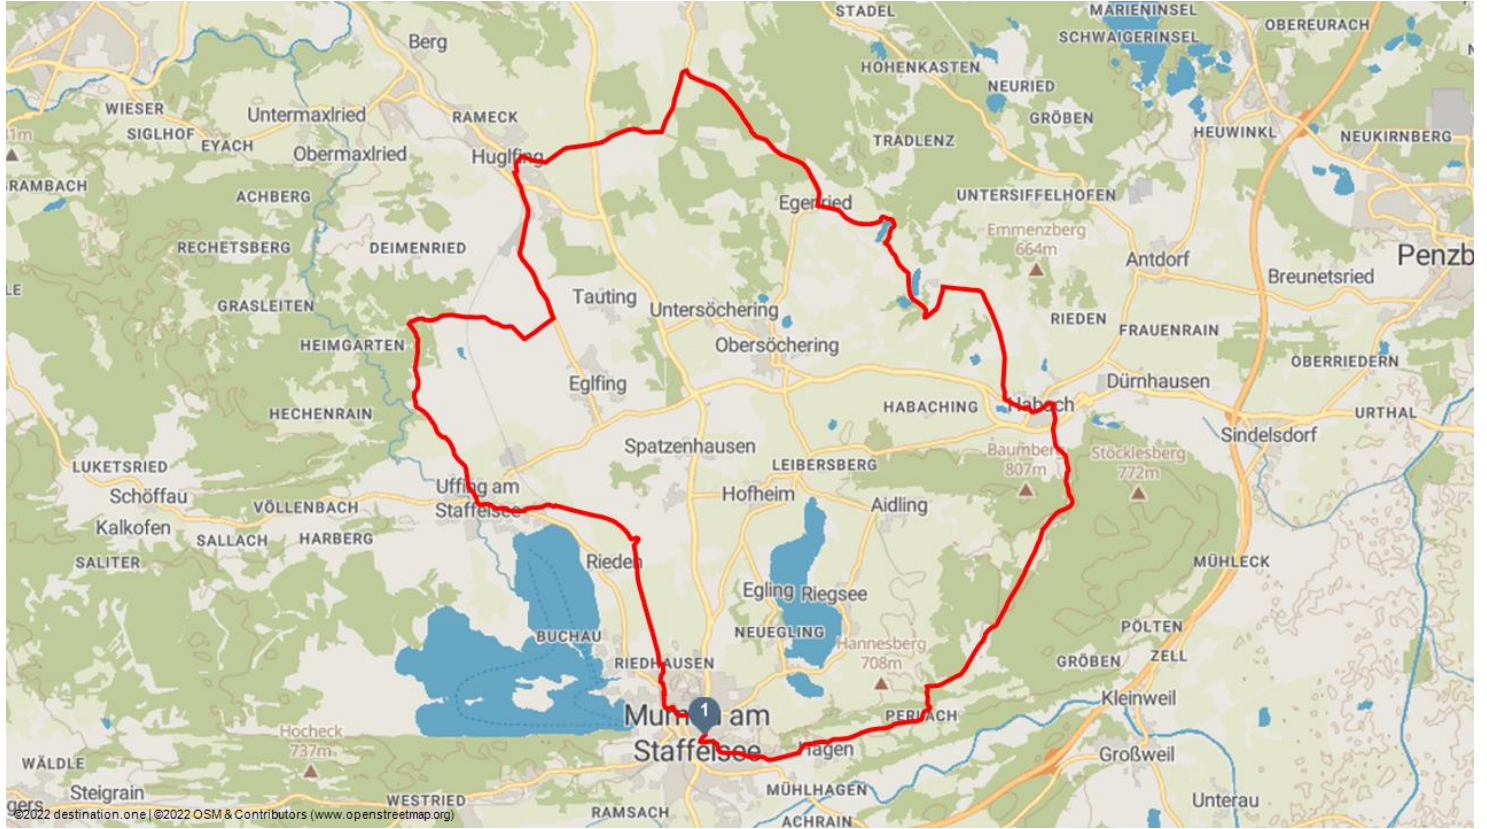 STADEL
MARIENINSEL
SCHWAIGERINSEL
OBEREURACH
Berg
HOHENKASTEN
NEURIED
WIESER
Untermaxlried
RAMECK
GRÖBEN
HEUWINKL
NEUKIRNBERG
SIGLHOF
EYACH
Obermaxlried
Huglfing
TRADLENZ
RAMBACH
ACHBERG
Egenried
UNTERSIFFELHOFEN
Emmenzberg
664m
RECHETSBERG
DEIMENRIED
Antdorf
Penzb
Breunetsried
GRASLEITEN
Tauting
Untersöchering
RIEDEN
FRAUENRAIN
HEIMGARTEN
Obersöchering
OBERRIEDERN
Eglfing
Dürnhausen
HECHENRAIN
HABACHING
Habach
URTHAL
Spatzenhausen
Sindelsdorf
Baumberg
807m
Stöcklesberg
772m
LUKETSRIED
LEIBERSBERG
Schöffau
Uffing am
Staffelsee
VÖLLENBACH
Hofheim
Aidling
Kalkofen
SALLACH
HARBERG
SALITER
Rieden
MÜHLECK
Egling
Riegsee
BUCHAU
NEUEGLING
Hannesberg
708m
PÖLTEN
RIEDHAUSEN
GRÖBEN
ZELL
Kleinweil
1
am
Staffelsee
PERLACH
Hocheck
737m
Hagen
Großweil
WÄLDLE
Steigrain
WESTRIED
MÜHLHAGEN
Unterau
RAMSACH
ACHRAIN
©2022 destination.one | ©2022 OSM & Contributors (www.openstreetmap.org)